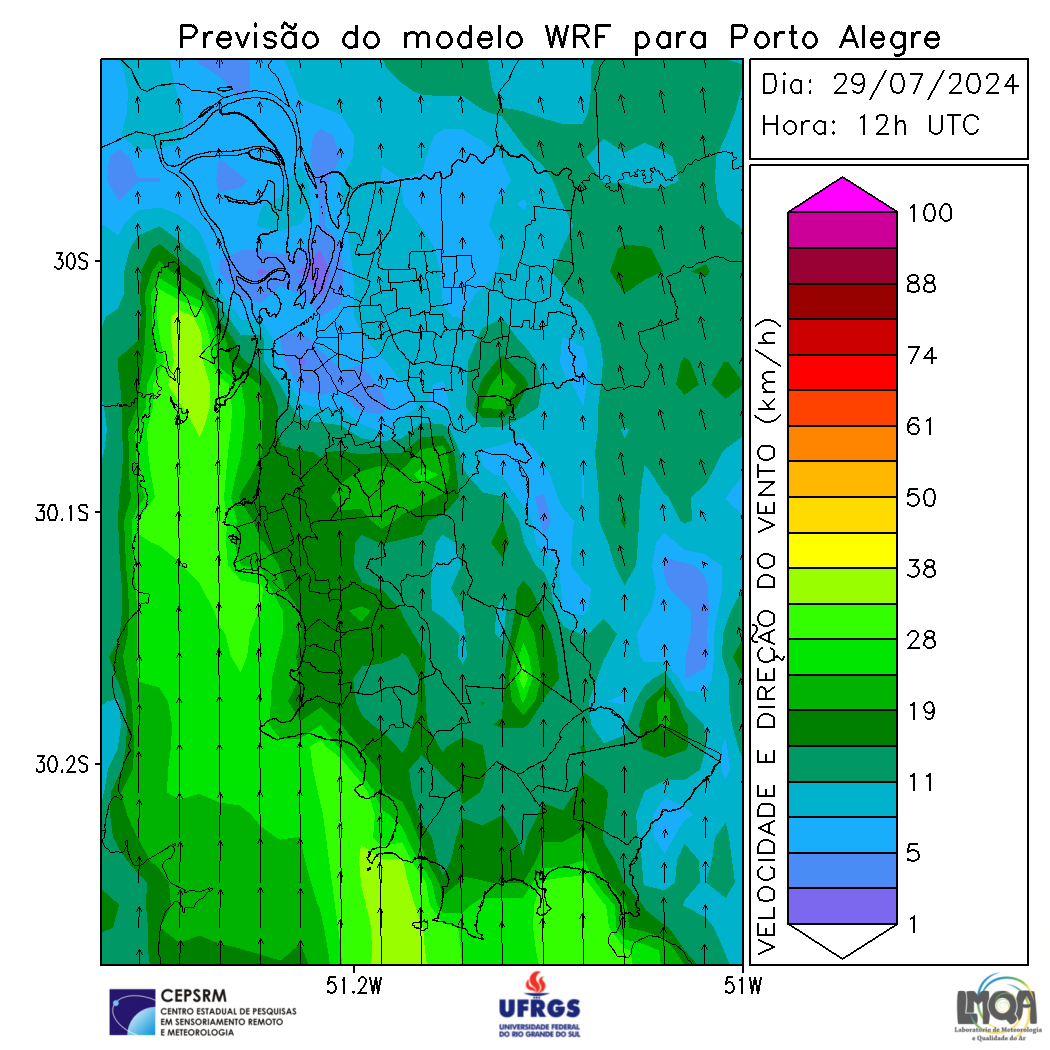 Previsão do modelo WRF para Porto Alegre
Dia: 29/07/2024
Hora: 12h UTC
30S
30.1S
30.2S
51.2W
51W
VELOCIDADE E DIREÇÃO DO VENTO (km/h)
100
88
74
61
50
38
28
19
11
5
1
CEPSRM
CENTRO ESTADUAL DE PESQUISAS
EM SENSORIAMENTO REMOTO
E METEOROLOGIA
UFRGS
UNIVERSIDADE FEDERAL
DO RIO GRANDE DO SUL
LMQA
Laboratório de Meteorologia
e Qualidade do Ar